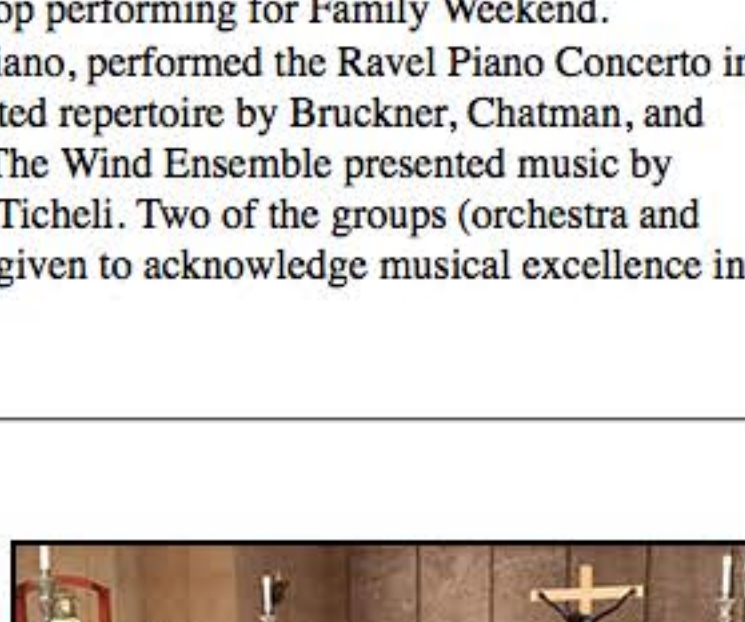 op performing for Family Weekend.
iano, performed the Ravel Piano Concerto in
ted repertoire by Bruckner, Chatman, and
The Wind Ensemble presented music by
Ticheli. Two of the groups (orchestra and
given to acknowledge musical excellence in